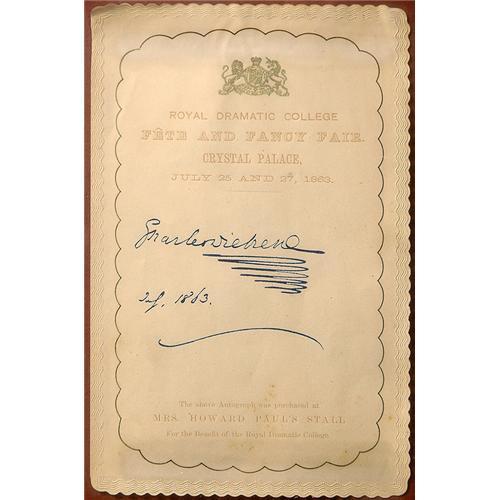 ROYAL DRAMATIC COLLEGE
FÊTE AND FANCY FAIR.
CRYSTAL PALACE,
JULY 25 AND 27, 1863.
Charles Dickens
1863.
The above Autograph was purchased at
MRS. HOWARD PAUL'S STALL
For the Benefit of the Royal Dramatic College